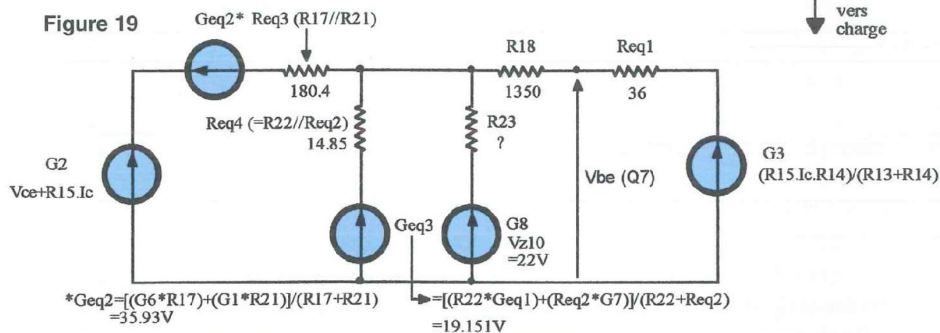 Figure 19
Geq2* Req3 (R17//R21)
vers
charge
R18
Req1
180.4
1350
36
Req4 (=R22//Req2)
14.85
R23
?
G2
Vce+R15.Ic
Vbe (Q7)
G3
(R15.Ic.R14)/(R13+R14)
Geq3
G8
Vz10
=22V
*Geq2=[(G6*R17)+(G1*R21)]/(R17+R21)
=35.93V
=[(R22*Geq1)+(Req2*G7)]/(R22+Req2)
=19.151V